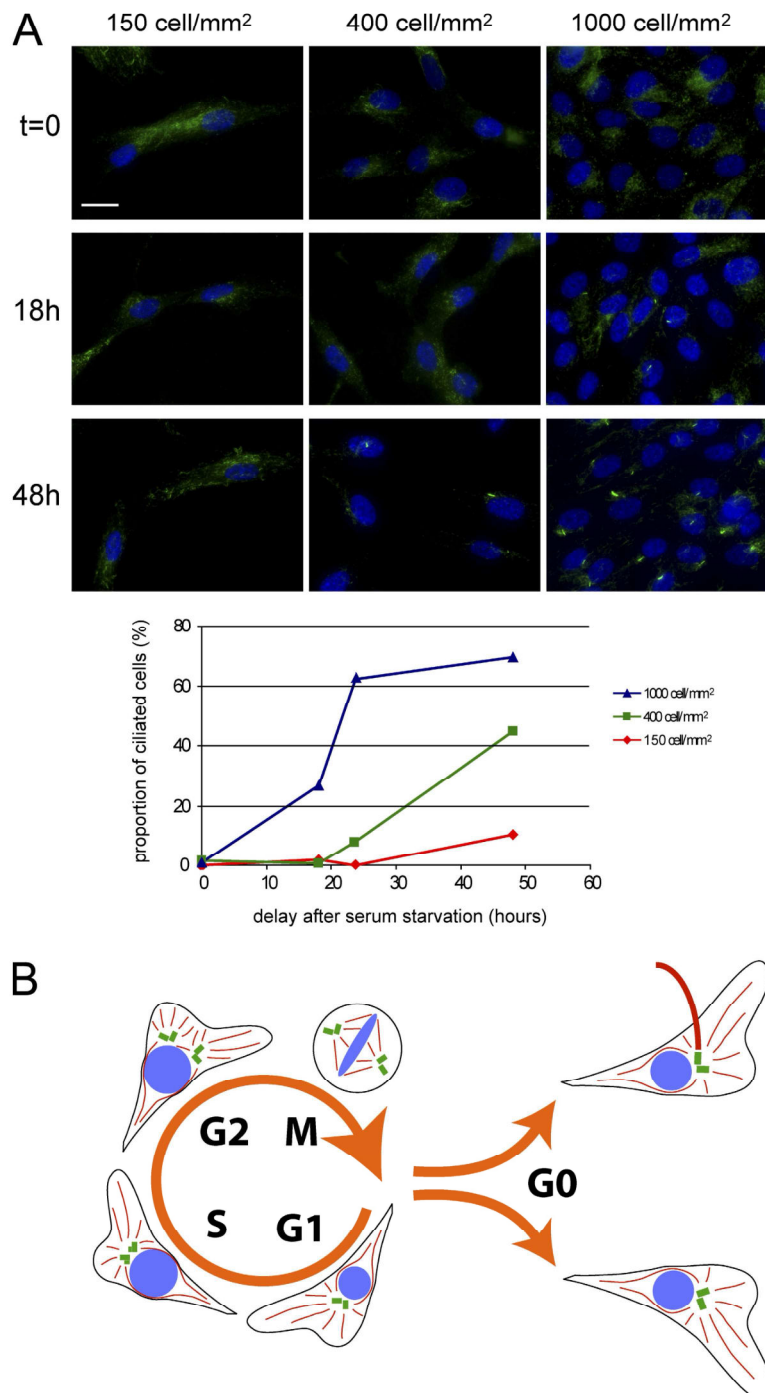 A
150 cell/mm² 400 cell/mm² 1000 cell/mm²
t=0
18h
48h
proportion of ciliated cells (%)
80
60
40
20
0
0 10 20 30 40 50 60
delay after serum starvation (hours)
1000 cell/mm²
400 cell/mm²
150 cell/mm²
B
G2 M
S G1
G0